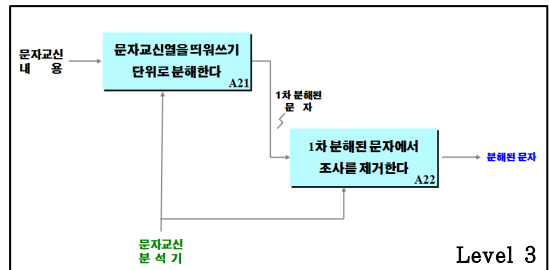 문자교신
내 용
문자교신열을 띄워쓰기
단위로 분해한다
A21
1차 분해된
문 자
1차 분해된 문자에서
조사를 제거한다
A22
분해된 문자
문자교신
분 석 기
Level 3